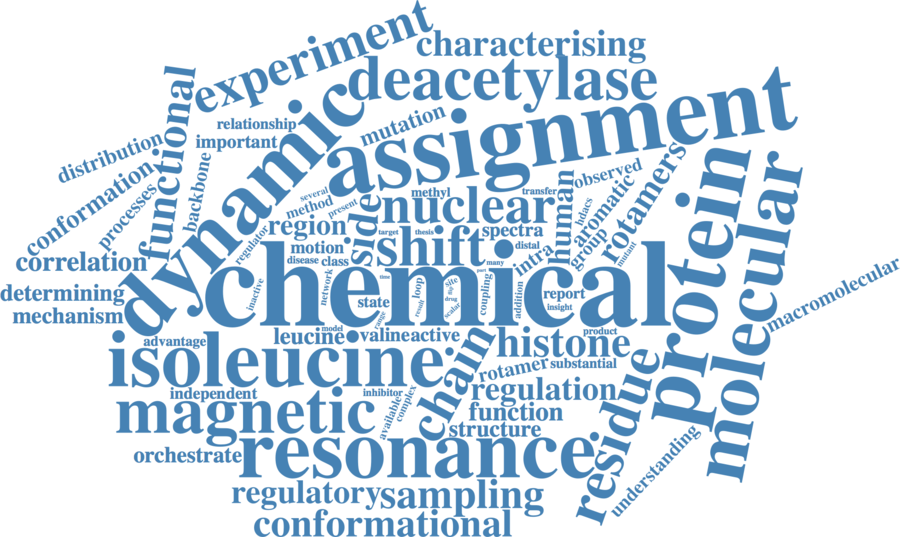 experiment
characterising
deacetylase
functional
dynamic
assignment
relationship
important
mutation
distribution
conformation
processes
backbone
correlation
determining
mechanism
several
method
present
methyl
transfer
observed
aromatic
rotamers
hdacs
group
human
mutant
protein
molecular
macromolecular
nuclear
region
side
regulator
motion
disease
class
target
thesis
shift
spectra
distal
many
intra
inactive
network
time
part
chemical
state
loop
result
site
drug
scalar
coupling
addition
report
insight
range
model
leucine
valine
active
advantage
isoleucine
product
histone
chain
rotamer
substantial
independent
inhibitor
available
complex
magnetic
regulation
function
structure
residue
understanding
orchestrate
resonance
regulatory
sampling
conformational